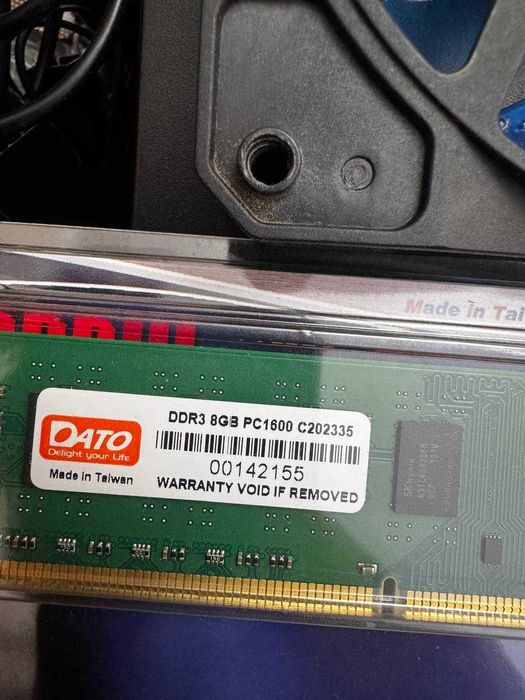 Made in Tai
DDR3 8GB PC1600 C202335
DATO
Delight your Life
00142155
Made in Taiwan
WARRANTY VOID IF REMOVED